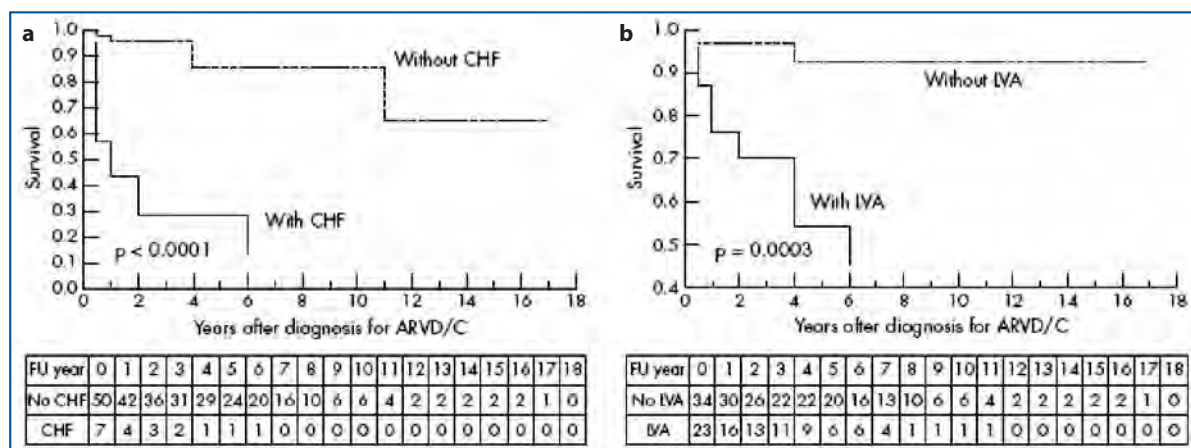 a
1.0
0.9
0.8
0.7
0.6
0.5
0.4
0.3
0.2
0.1
0.0
Survival
Without CHF
With CHF
p < 0.0001
0 2 4 6 8 10 12 14 16 18
Years after diagnosis for ARVD/C
FU year 0 1 2 3 4 5 6 7 8 9 10 11 12 13 14 15 16 17 18
No CHF 50 42 36 31 29 24 20 16 10 6 6 4 2 2 2 2 2 1 0
CHF 7 4 3 2 1 1 1 0 0 0 0 0 0 0 0 0 0 0 0
b
1.0
0.9
0.8
0.7
0.6
0.5
0.4
Survival
Without LVA
With LVA
p = 0.0003
0 2 4 6 8 10 12 14 16 18
Years after diagnosis for ARVD/C
FU year 0 1 2 3 4 5 6 7 8 9 10 11 12 13 14 15 16 17 18
No LVA 34 30 26 22 22 20 16 13 10 6 6 4 2 2 2 2 2 1 0
LVA 23 16 13 11 9 6 6 4 1 1 1 1 0 0 0 0 0 0 0